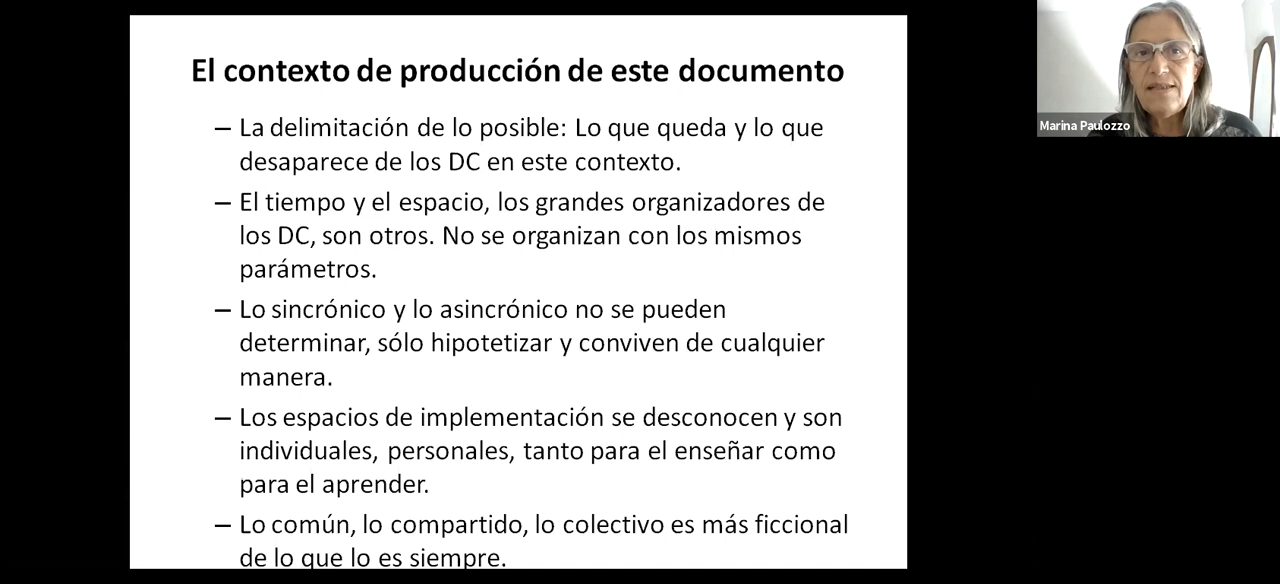 El contexto de producción de este documento
– La delimitación de lo posible: Lo que queda y lo que
desaparece de los DC en este contexto.
– El tiempo y el espacio, los grandes organizadores de
los DC, son otros. No se organizan con los mismos
parámetros.
– Lo sincrónico y lo asincrónico no se pueden
determinar, sólo hipotetizar y conviven de cualquier
manera.
– Los espacios de implementación se desconocen y son
individuales, personales, tanto para el enseñar como
para el aprender.
– Lo común, lo compartido, lo colectivo es más ficcional
de lo que lo es siempre.
Marina Paulozzo